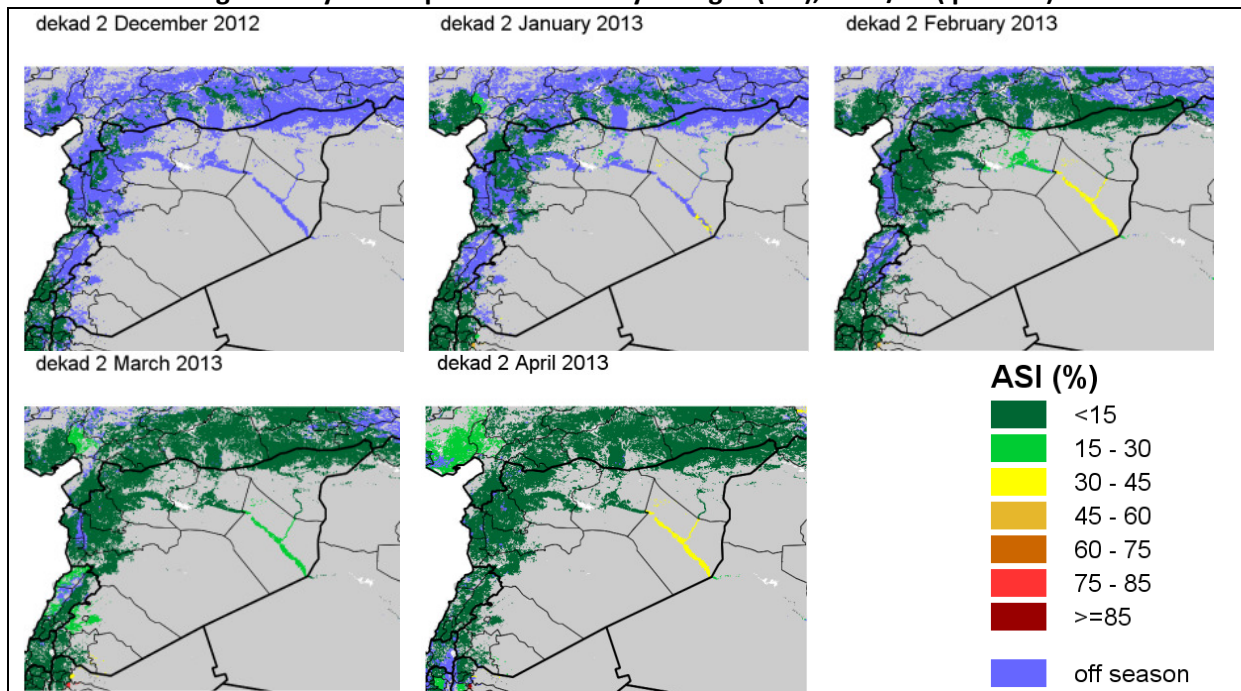 dekad 2 December 2012
dekad 2 January 2013
dekad 2 February 2013
dekad 2 March 2013
dekad 2 April 2013
ASI (%)
<15
15 - 30
30 - 45
45 - 60
60 - 75
75 - 85
>=85
off season